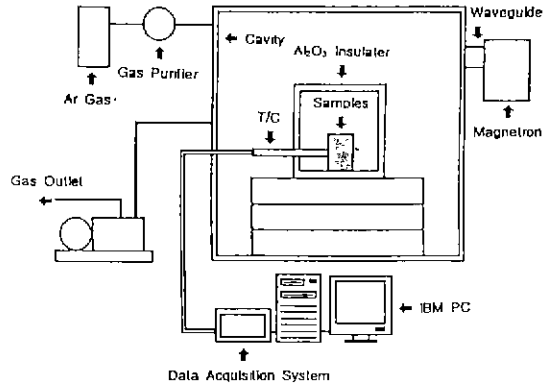 Waveguide
Cavity
Al₂O₃ Insulater
Gas Purifier
Ar Gas
Samples
T/C
Magnetron
Gas Outlet
IBM PC
Data Acquisition System